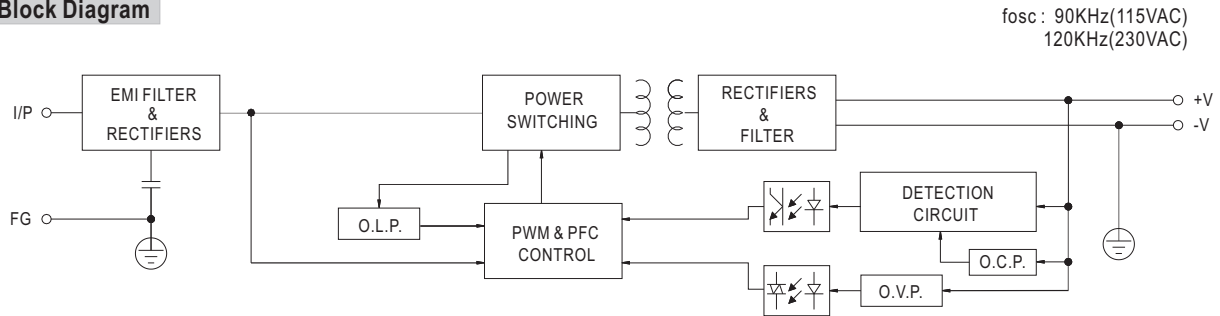 Block Diagram
fosc : 90KHz(115VAC)
120KHz(230VAC)
I/P
EMI FILTER
&
RECTIFIERS
POWER
SWITCHING
RECTIFIERS
&
FILTER
+V
-V
FG
O.L.P.
PWM & PFC
CONTROL
DETECTION
CIRCUIT
O.C.P.
O.V.P.